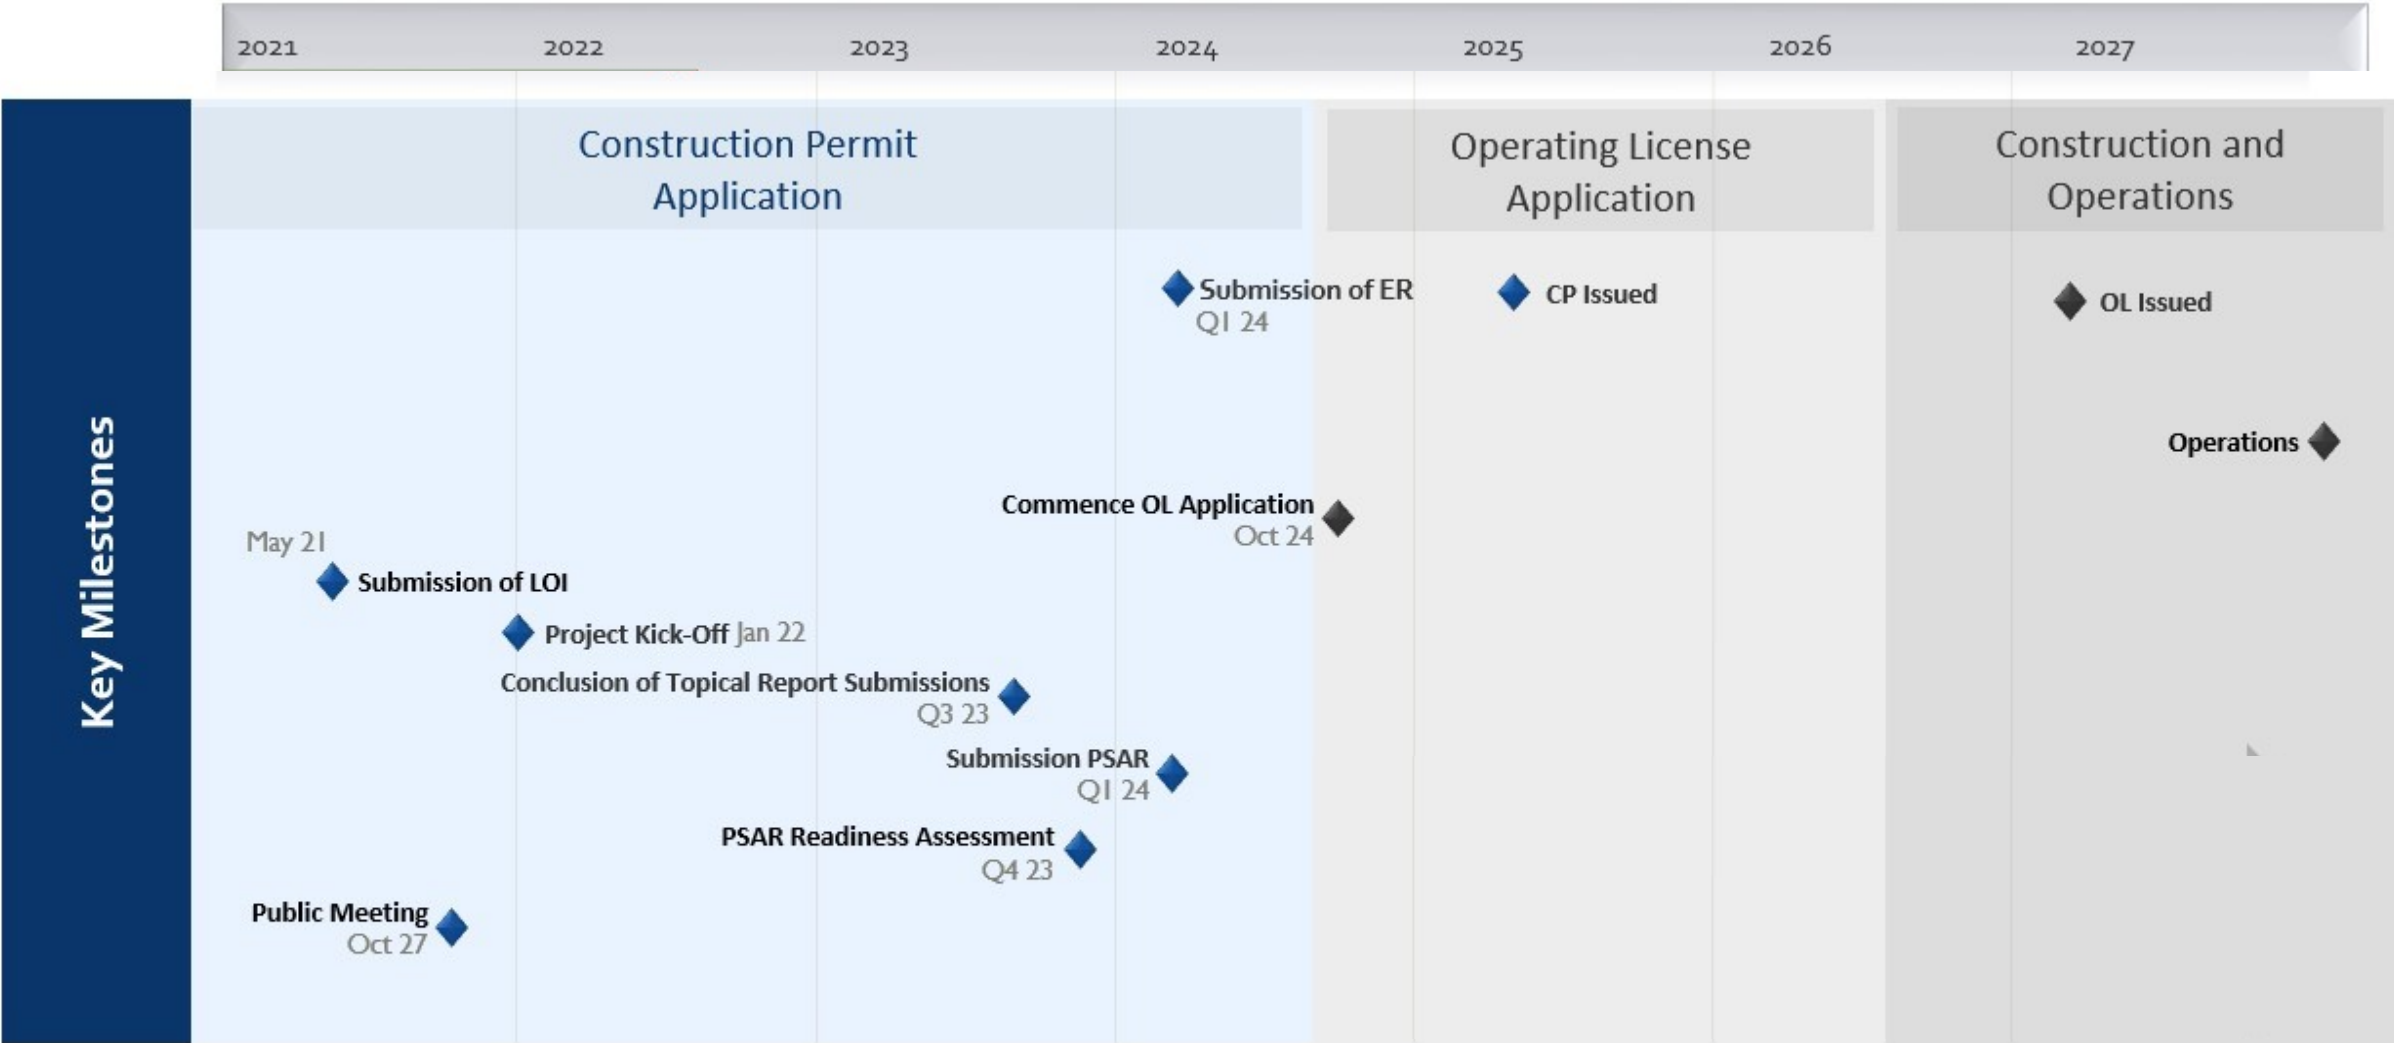 2021 2022 2023 2024 2025 2026 2027
Construction Permit
Application
Operating License
Application
Construction and
Operations
Key Milestones
Submission of ER
Q1 24
CP Issued
OL Issued
Operations
Commence OL Application
Oct 24
May 21
Submission of LOI
Project Kick-Off Jan 22
Conclusion of Topical Report Submissions
Q3 23
Submission PSAR
Q1 24
PSAR Readiness Assessment
Q4 23
Public Meeting
Oct 27